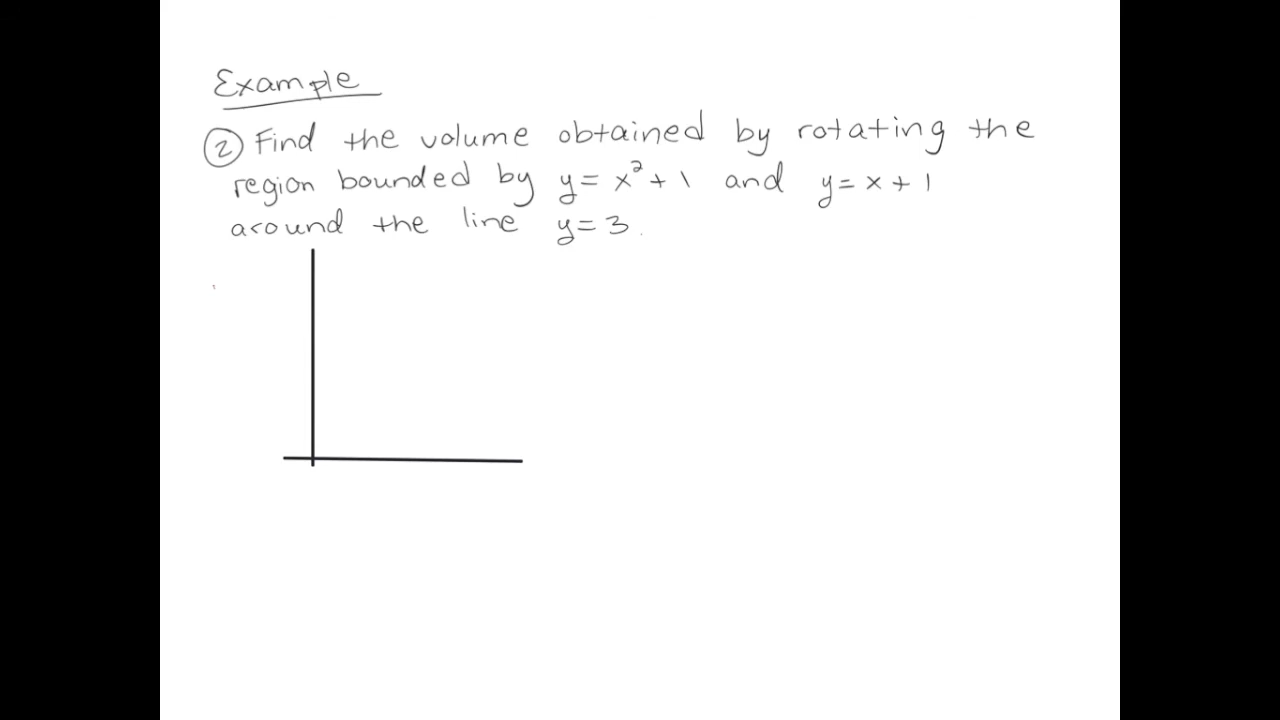 Example
② Find the volume obtained by rotating the
region bounded by y = x² + 1 and y = x + 1
around the line y = 3.